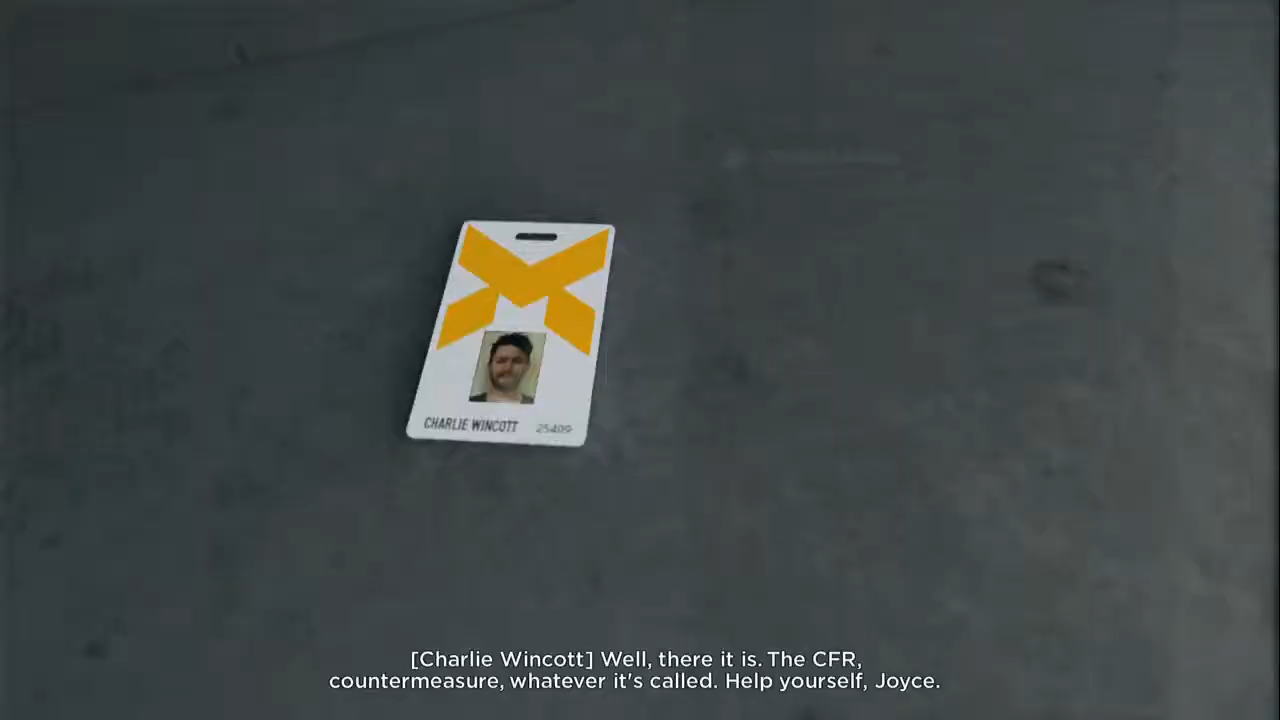 CHARLIE WINCOTT 25409
[Charlie Wincott] Well, there it is. The CFR,
countermeasure, whatever it's called. Help yourself, Joyce.